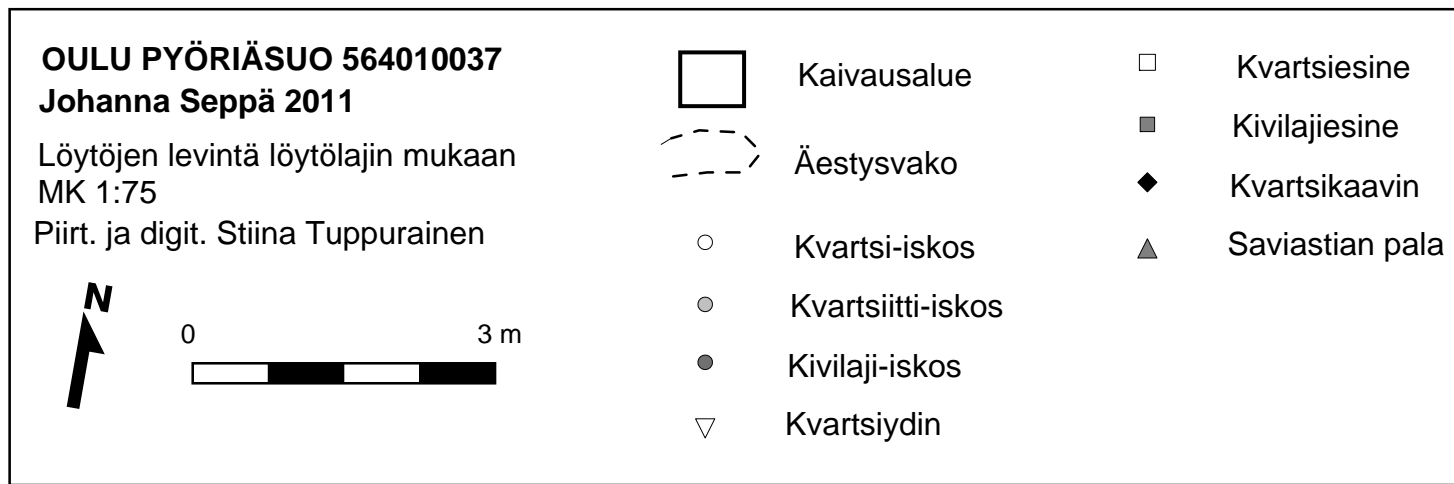 OULU PYÖRIÄSUO 564010037
Johanna Seppä 2011
Löytöjen levintä löytölajin mukaan
MK 1:75
Piirt. ja digit. Stiina Tuppurainen
N
0 3 m
Kaivausalue
Äestysvako
Kvartsi-iskos
Kvartsiitti-iskos
Kivilaji-iskos
Kvartsiydin
Kvartsiesine
Kivilajiesine
Kvartsikaavin
Saviastian pala